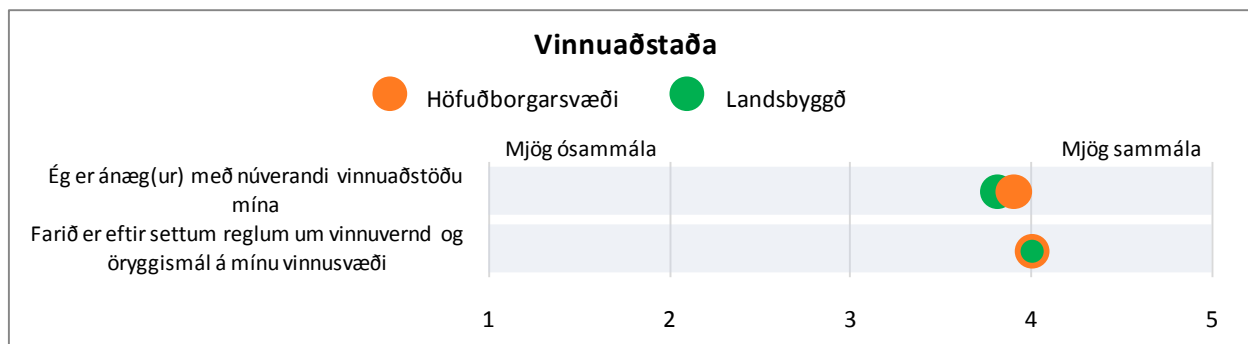 Vinnuaðstaða
Höfuðborgarsvæði
Landsbyggð
Mjög ósammála
Mjög sammála
Ég er ánæg(ur) með núverandi vinnuaðstöðu
mína
Farið er eftir settum reglum um vinnuvernd og
öryggismál á mínu vinnusvæði
1 2 3 4 5